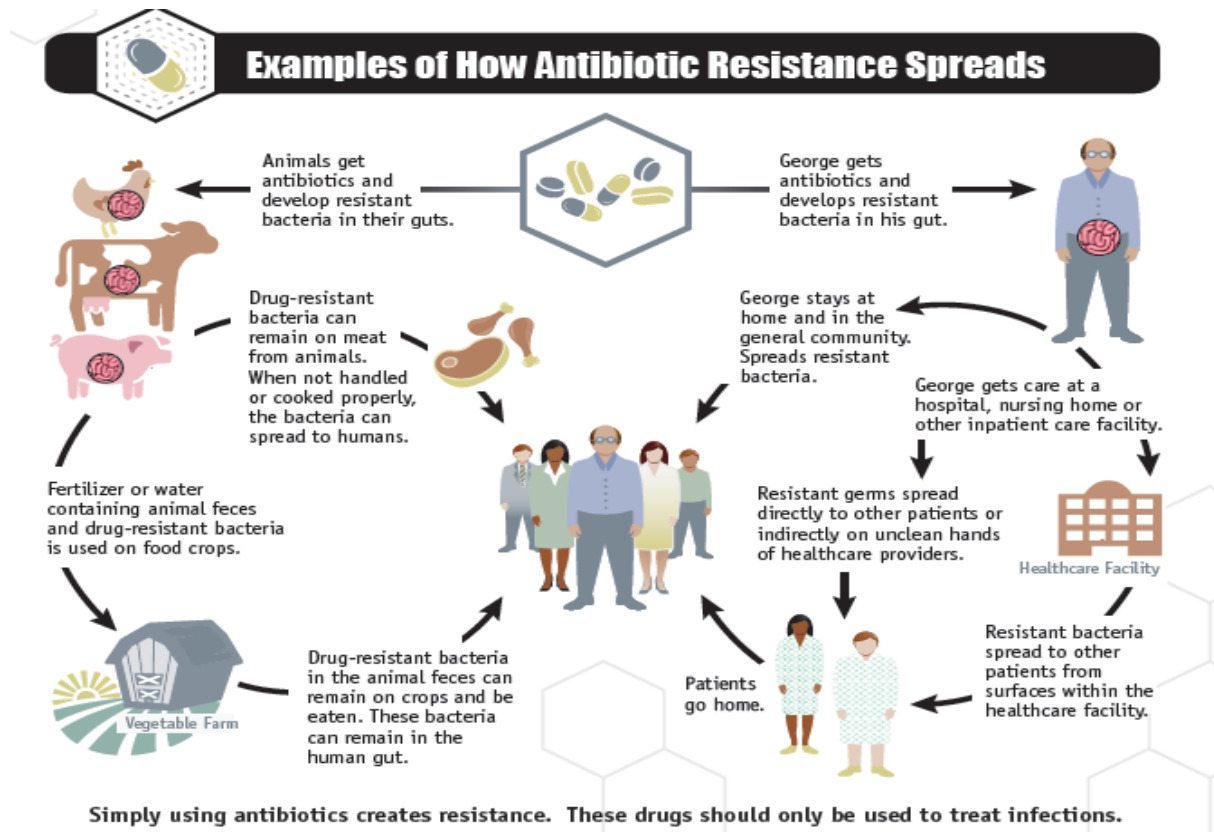 Examples of How Antibiotic Resistance Spreads
Animals get
antibiotics and
develop resistant
bacteria in their guts.
George gets
antibiotics and
develops resistant
bacteria in his gut.
Drug-resistant
bacteria can
remain on meat
from animals.
When not handled
or cooked properly,
the bacteria can
spread to humans.
George stays at
home and in the
general community.
Spreads resistant
bacteria.
George gets care at a
hospital, nursing home or
other inpatient care facility.
Fertilizer or water
containing animal feces
and drug-resistant bacteria
is used on food crops.
Resistant germs spread
directly to other patients or
indirectly on unclean hands
of healthcare providers.
Healthcare Facility
Vegetable Farm
Drug-resistant bacteria
in the animal feces can
remain on crops and be
eaten. These bacteria
can remain in the
human gut.
Patients
go home.
Resistant bacteria
spread to other
patients from
surfaces within the
healthcare facility.
Simply using antibiotics creates resistance. These drugs should only be used to treat infections.